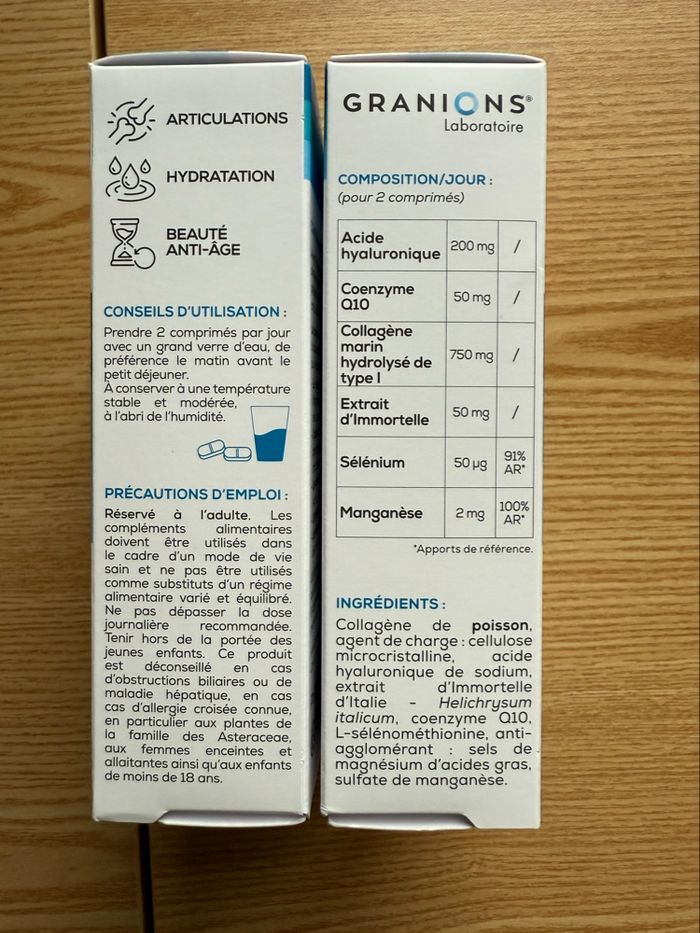 ARTICULATIONS
HYDRATATION
BEAUTÉ
ANTI-ÂGE
CONSEILS D'UTILISATION :
Prendre 2 comprimés par jour
avec un grand verre d'eau, de
préférence le matin avant le
petit déjeuner.
À conserver à une température
stable et modérée,
à l'abri de l'humidité.
PRÉCAUTIONS D'EMPLOI :
Réservé à l'adulte. Les
compléments alimentaires
doivent être utilisés dans
le cadre d'un mode de vie
sain et ne pas être utilisés
comme substituts d'un régime
alimentaire varié et équilibré.
Ne pas dépasser la dose
journalière recommandée.
Tenir hors de la portée des
jeunes enfants. Ce produit
est déconseillé en cas
d'obstructions biliaires ou de
maladie hépatique, en cas
cas d'allergie croisée connue,
en particulier aux plantes de
la famille des Asteraceae,
aux femmes enceintes et
allaitantes ainsi qu'aux enfants
de moins de 18 ans.
GRANIONS®
Laboratoire
COMPOSITION/JOUR :
(pour 2 comprimés)
Acide
hyaluronique 200 mg /
Coenzyme
Q10 50 mg /
Collagène
marin
hydrolysé de
type I 750 mg /
Extrait
d'Immortelle 50 mg /
Sélénium 50 µg 91%
AR*
Manganèse 2 mg 100%
AR*
*Apports de référence.
INGRÉDIENTS :
Collagène de poisson,
agent de charge : cellulose
microcristalline, acide
hyaluronique de sodium,
extrait d'Immortelle
d'Italie - Helichrysum
italicum, coenzyme Q10,
L-sélénométhionine, anti-
agglomérant : sels de
magnésium d'acides gras,
sulfate de manganèse.